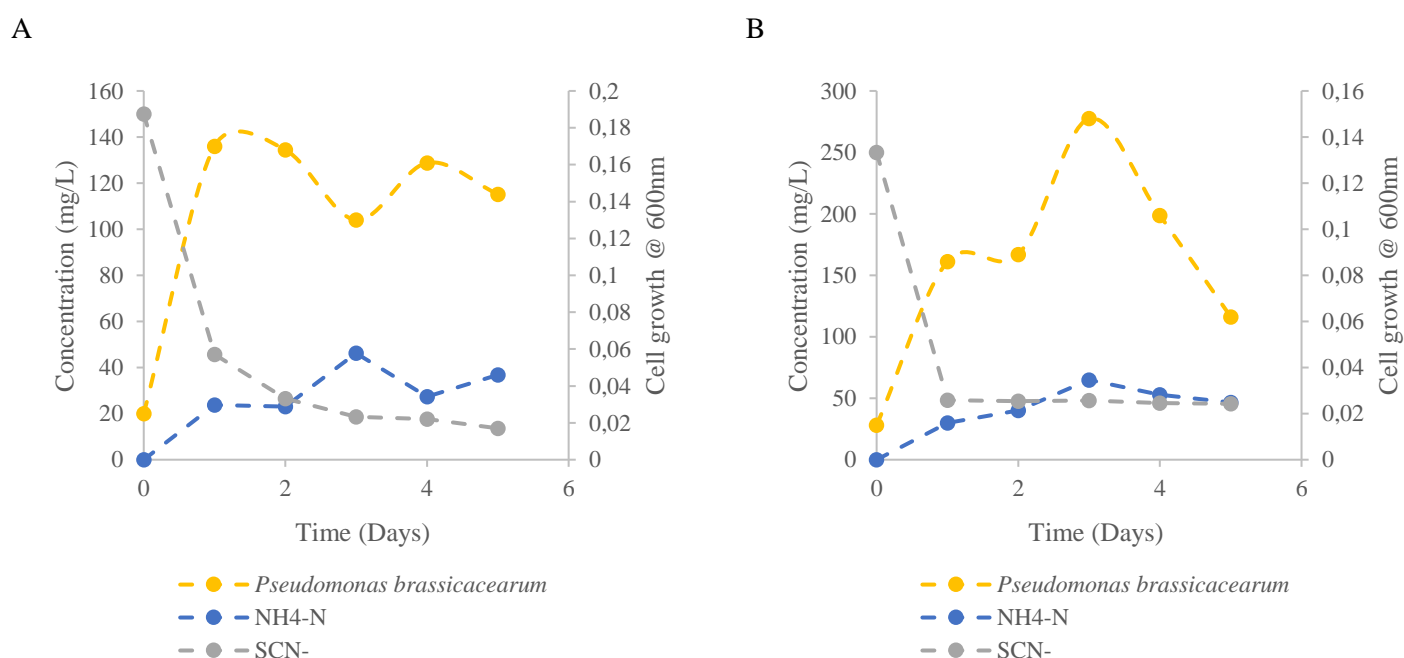 A
B
160
140
120
100
80
60
40
20
0
0,2
0,18
0,16
0,14
0,12
0,1
0,08
0,06
0,04
0,02
0
0 2 4 6
Concentration (mg/L)
Cell growth @ 600nm
Time (Days)
Pseudomonas brassicacearum
NH4-N
SCN-
300
250
200
150
100
50
0
0,16
0,14
0,12
0,1
0,08
0,06
0,04
0,02
0
0 2 4 6
Concentration (mg/L)
Cell growth @ 600nm
Time (Days)
Pseudomonas brassicacearum
NH4-N
SCN-